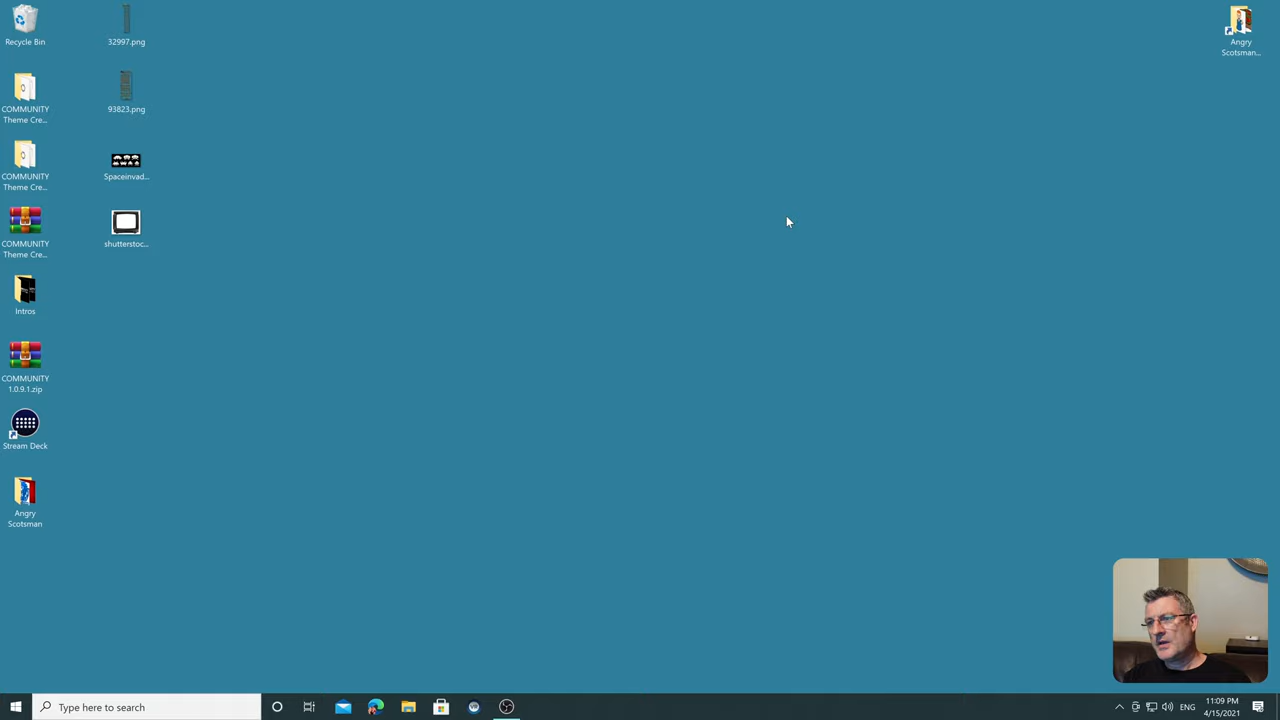 Recycle Bin
32997.png
Angry
Scotsman...
COMMUNITY
Theme Cre...
93823.png
COMMUNITY
Theme Cre...
Spaceinvad...
COMMUNITY
Theme Cre...
shutterstoc...
Intros
COMMUNITY
1.0.9.1.zip
Stream Deck
Angry
Scotsman
Type here to search
ENG
11:09 PM
4/15/2021